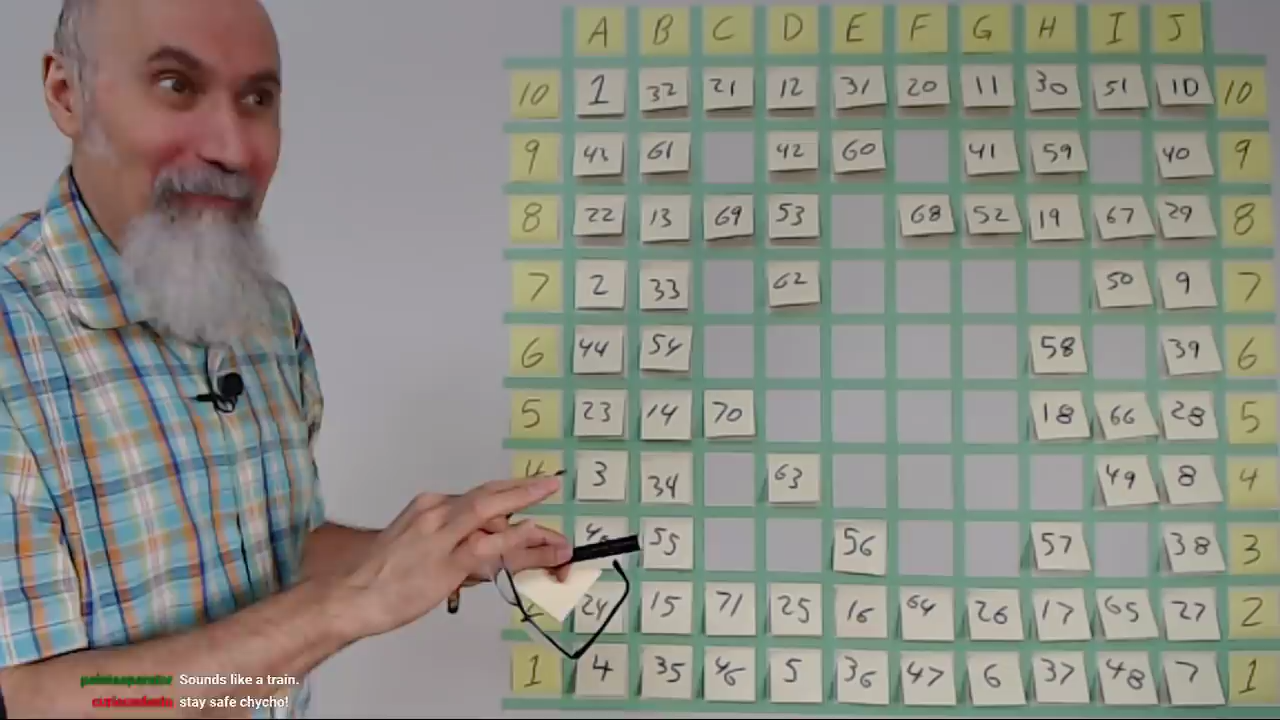 A B C D E F G H I J
10 1 32 21 12 31 20 11 30 51 10 10
9 43 61 42 60 41 59 40 9
8 22 13 69 53 68 52 19 67 29 8
7 2 33 62 50 9 7
6 44 54 58 39 6
5 23 14 70 18 66 28 5
4 3 34 63 49 8 4
55 56 57 38 3
24 15 71 25 16 64 26 17 65 27 2
1 4 35 46 5 36 47 6 37 48 7 1
Sounds like a train.
stay safe chycho!